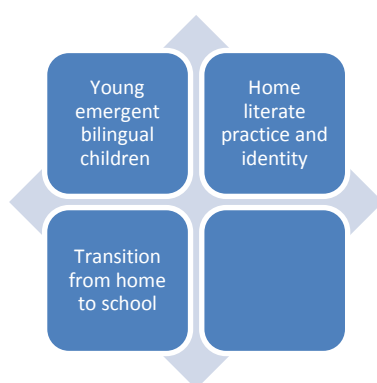 Young
emergent
bilingual
children
Home
literate
practice and
identity
Transition
from home
to school